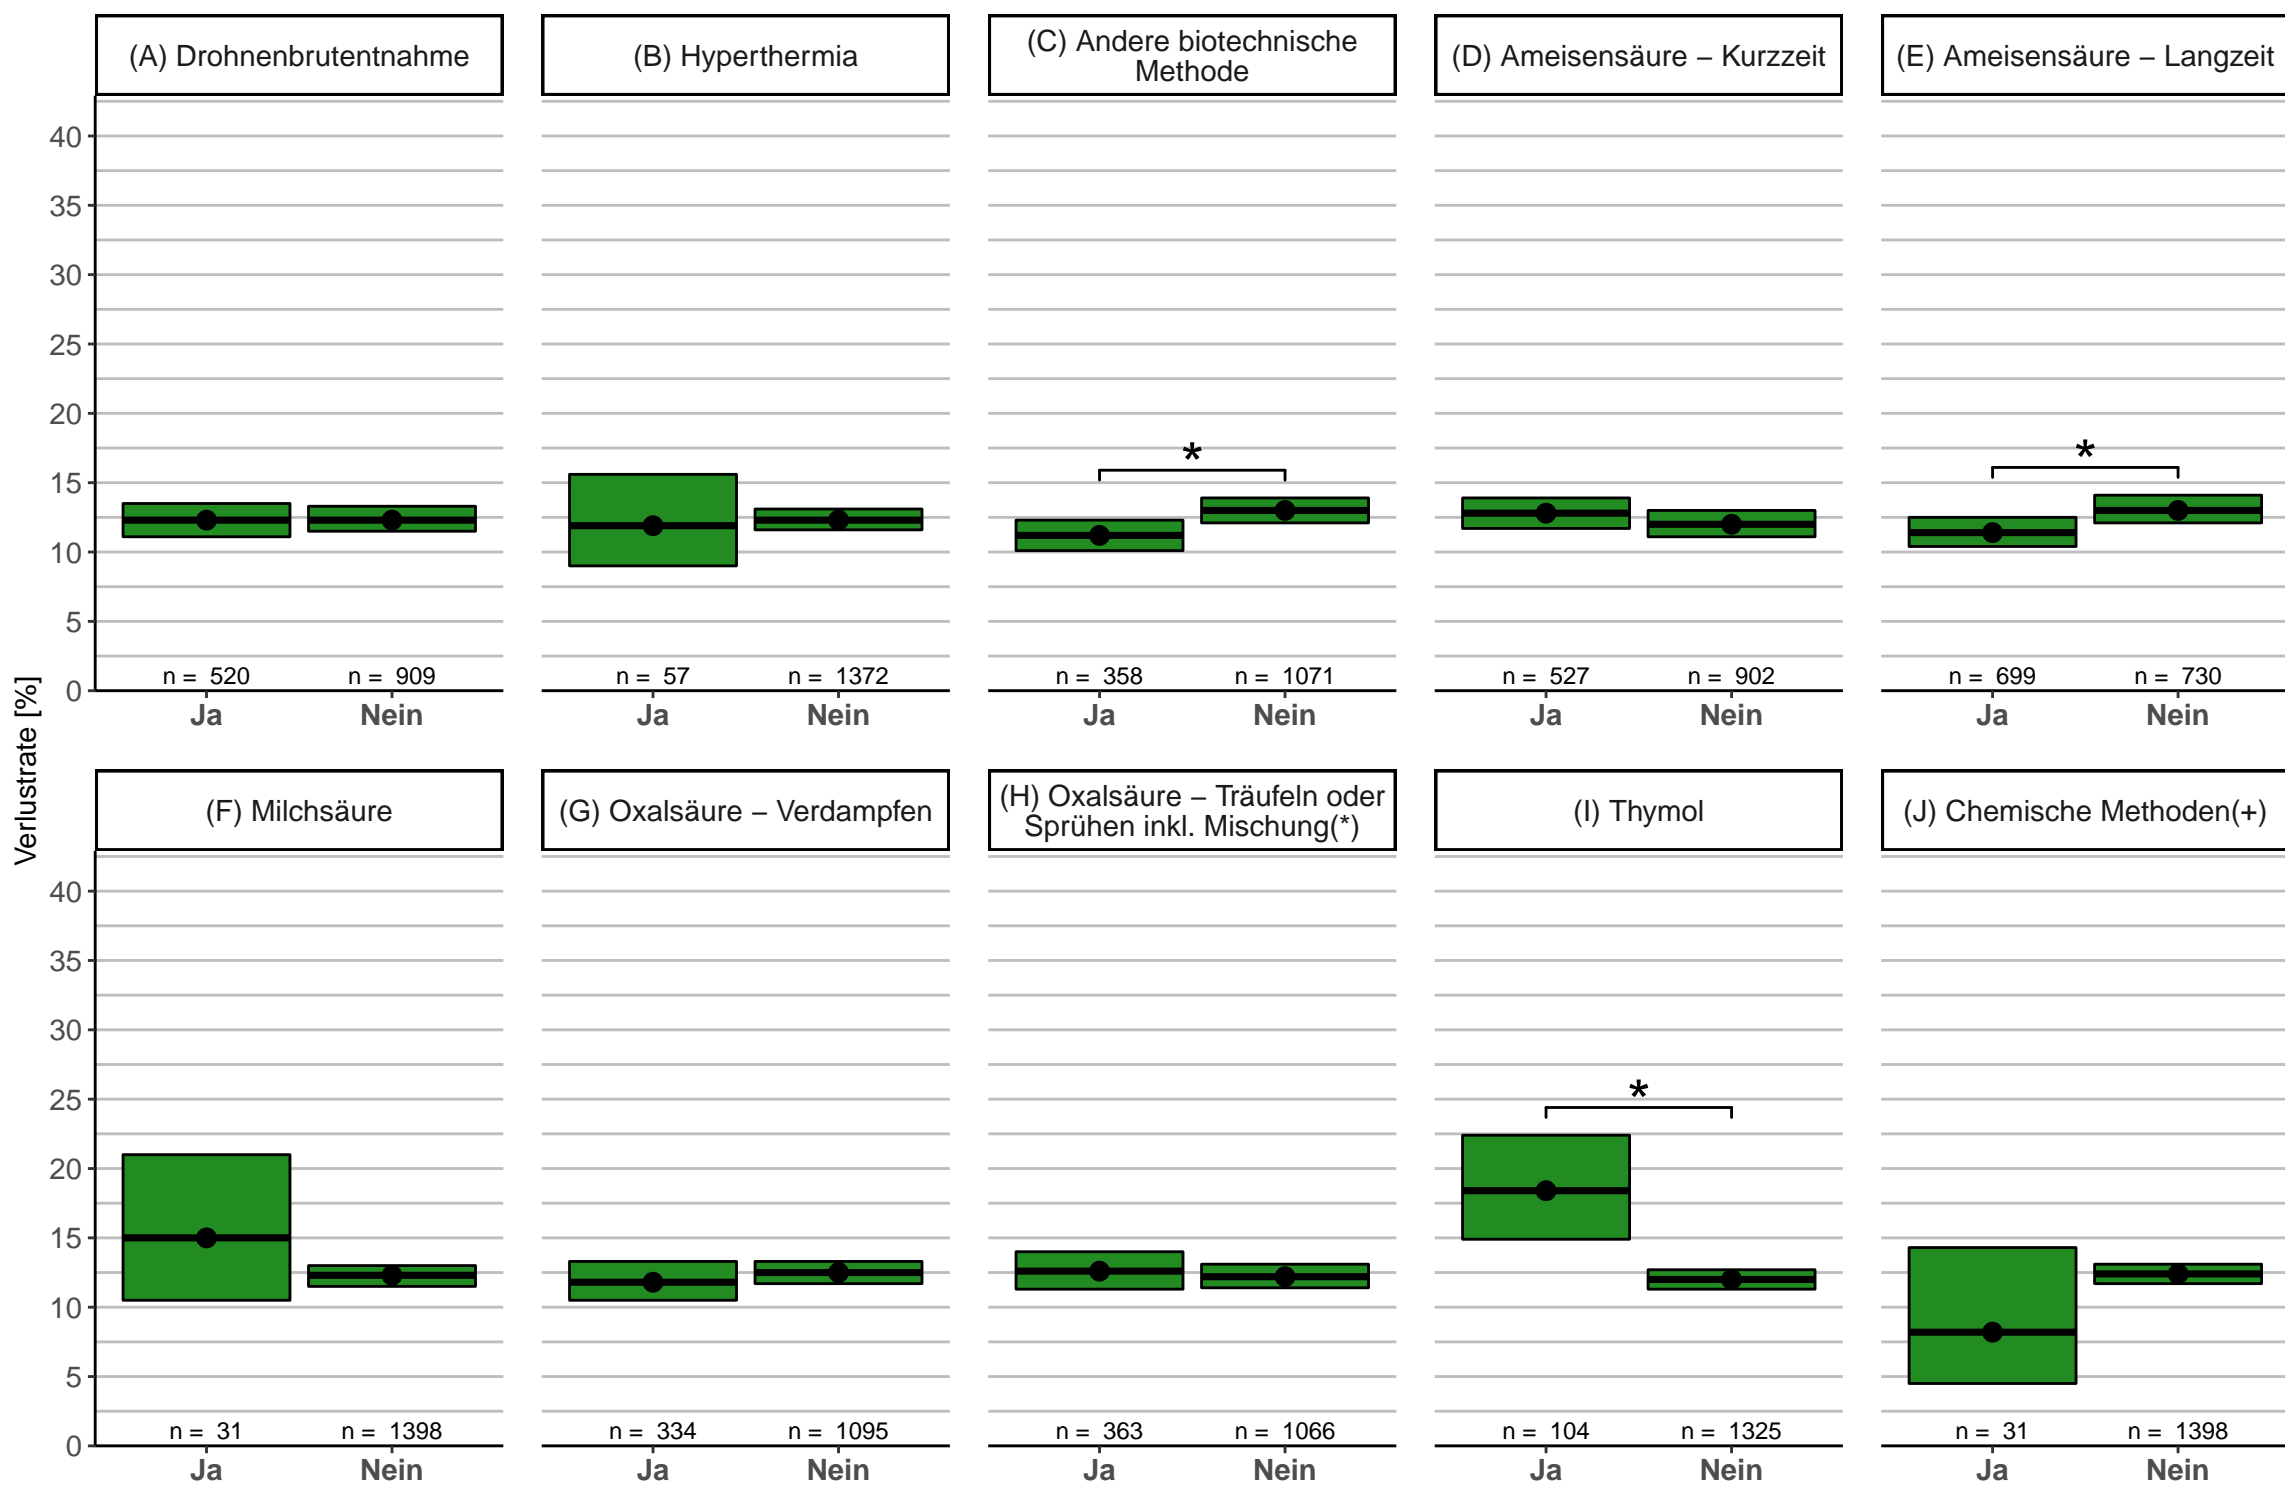 (A) Drohnenbrutentnahme
(B) Hyperthermia
(C) Andere biotechnische
Methode
(D) Ameisensäure – Kurzzeit
(E) Ameisensäure – Langzeit
Verlustrate [%]
40
35
30
25
20
15
10
5
0
*
*
n = 520
n = 909
n = 57
n = 1372
n = 358
n = 1071
n = 527
n = 902
n = 699
n = 730
Ja
Nein
Ja
Nein
Ja
Nein
Ja
Nein
Ja
Nein
(F) Milchsäure
(G) Oxalsäure – Verdampfen
(H) Oxalsäure – Träufeln oder
Sprühen inkl. Mischung(*)
(I) Thymol
(J) Chemische Methoden(+)
40
35
30
25
20
15
10
5
0
*
n = 31
n = 1398
n = 334
n = 1095
n = 363
n = 1066
n = 104
n = 1325
n = 31
n = 1398
Ja
Nein
Ja
Nein
Ja
Nein
Ja
Nein
Ja
Nein